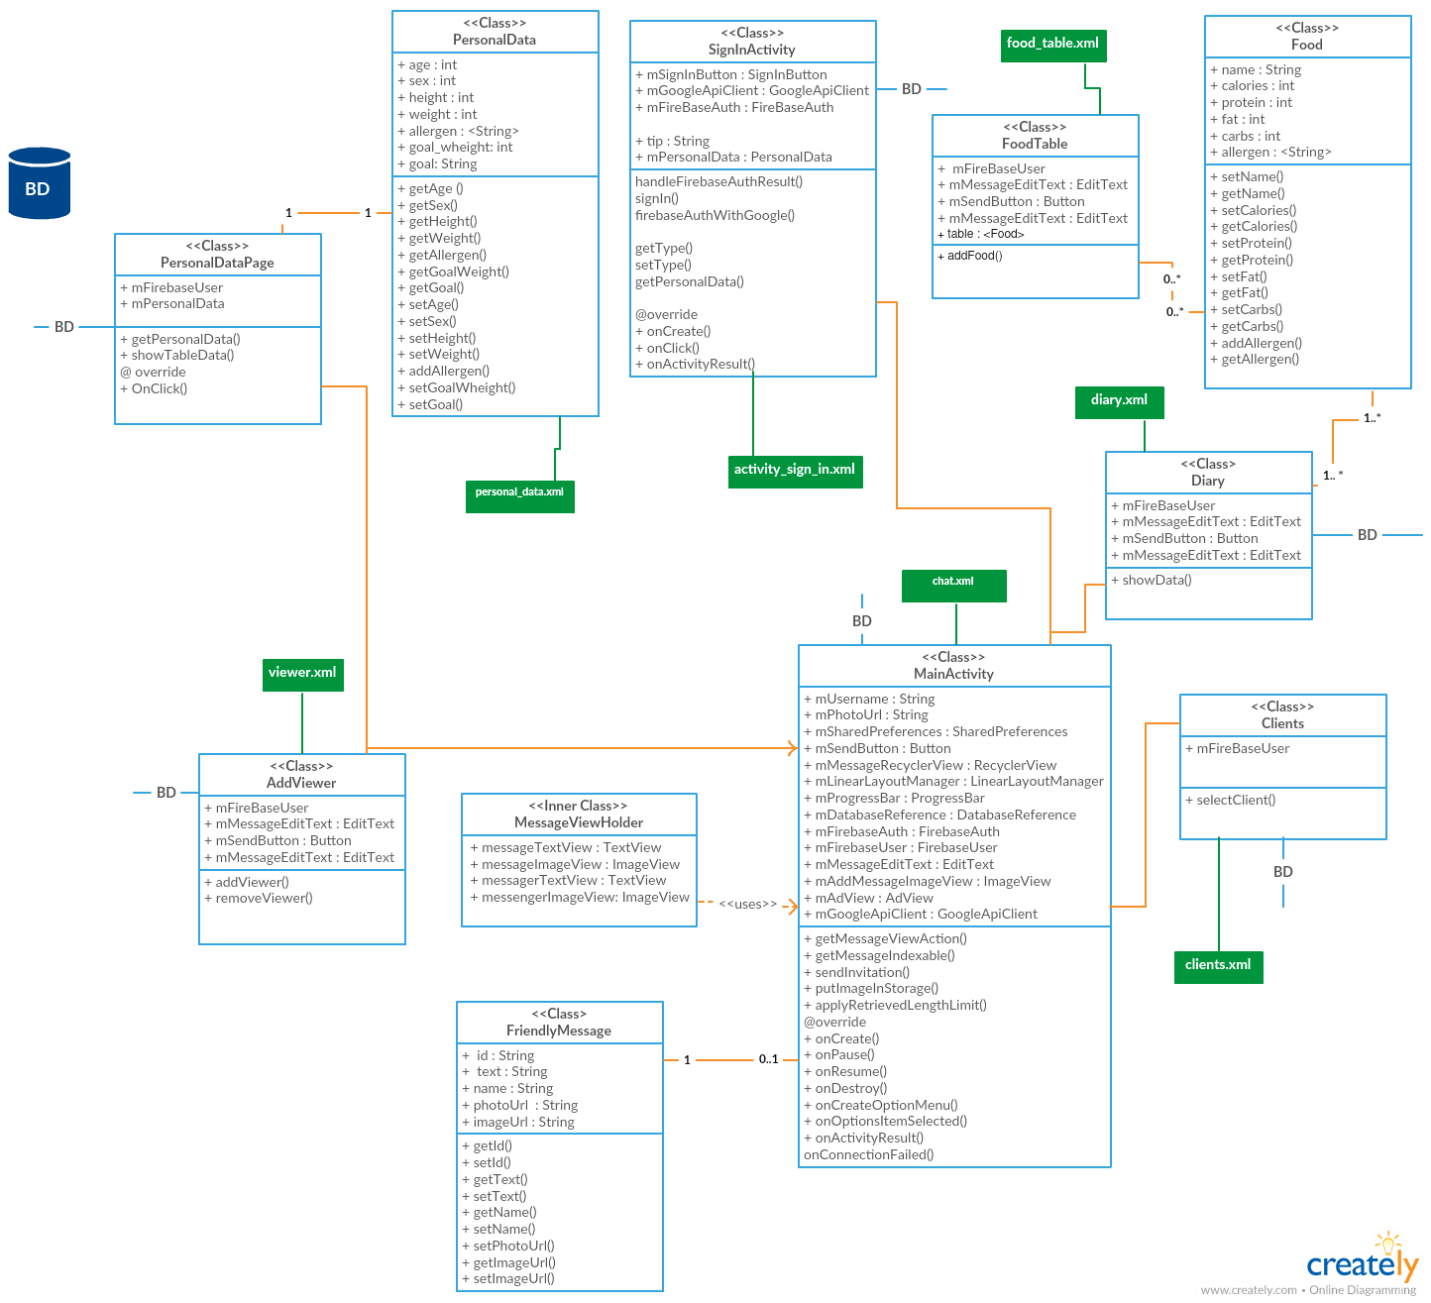 BD
<<Class>>
PersonalData
+ age : int
+ sex : int
+ height : int
+ weight : int
+ allergen : <String>
+ goal_wheight: int
+ goal: String
+ getAge ()
+ getSex()
+ getHeight()
+ getWeight()
+ getAllergen()
+ getGoalWeight()
+ getGoal()
+ setAge()
+ setSex()
+ setHeight()
+ setWeight()
+ addAllergen()
+ setGoalWheight()
+ setGoal()
personal_data.xml
1
1
<<Class>>
PersonalDataPage
+ mFirebaseUser
+ mPersonalData
+ getPersonalData()
+ showTableData()
@ override
+ OnClick()
BD
<<Class>>
SignInActivity
+ mSignInButton : SignInButton
+ mGoogleApiClient : GoogleApiClient
+ mFireBaseAuth : FireBaseAuth
+ tip : String
+ mPersonalData : PersonalData
handleFirebaseAuthResult()
signIn()
firebaseAuthWithGoogle()
getType()
setType()
getPersonalData()
@override
+ onCreate()
+ onClick()
+ onActivityResult()
BD
activity_sign_in.xml
food_table.xml
<<Class>>
FoodTable
+ mFireBaseUser
+ mMessageEditText : EditText
+ mSendButton : Button
+ mMessageEditText : EditText
+ table : <Food>
+ addFood()
0..*
0..*
<<Class>>
Food
+ name : String
+ calories : int
+ protein : int
+ fat : int
+ carbs : int
+ allergen : <String>
+ setName()
+ getName()
+ setCalories()
+ getCalories()
+ setProtein()
+ getProtein()
+ setFat()
+ getFat()
+ setCarbs()
+ getCarbs()
+ addAllergen()
+ getAllergen()
1..*
1.. *
diary.xml
<<Class>
Diary
+ mFireBaseUser
+ mMessageEditText : EditText
+ mSendButton : Button
+ mMessageEditText : EditText
+ showData()
BD
viewer.xml
<<Class>
AddViewer
+ mFireBaseUser
+ mMessageEditText : EditText
+ mSendButton : Button
+ mMessageEditText : EditText
+ addViewer()
+ removeViewer()
BD
<<Inner Class>>
MessageViewHolder
+ messageTextView : TextView
+ messageImageView : ImageView
+ messagerTextView : TextView
+ messengerImageView: ImageView
<<uses>>
chat.xml
BD
<<Class>>
MainActivity
+ mUsername : String
+ mPhotoUrl : String
+ mSharedPreferences : SharedPreferences
+ mSendButton : Button
+ mMessageRecyclerView : RecyclerView
+ mLinearLayoutManager : LinearLayoutManager
+ mProgressBar : ProgressBar
+ mDatabaseReference : DatabaseReference
+ mFirebaseAuth : FirebaseAuth
+ mFirebaseUser : FirebaseUser
+ mMessageEditText : EditText
+ mAddMessageImageView : ImageView
+ mAdView : AdView
+ mGoogleApiClient : GoogleApiClient
+ getMessageViewAction()
+ getMessageIndexable()
+ sendInvitation()
+ putImageInStorage()
+ applyRetrievedLengthLimit()
@override
+ onCreate()
+ onPause()
+ onResume()
+ onDestroy()
+ onCreateOptionMenu()
+ onOptionsItemSelected()
+ onActivityResult()
onConnectionFailed()
<<Class>>
Clients
+ mFireBaseUser
+ selectClient()
BD
clients.xml
<<Class>
FriendlyMessage
+ id : String
+ text : String
+ name : String
+ photoUrl : String
+ imageUrl : String
+ getId()
+ setId()
+ getText()
+ setText()
+ getName()
+ setName()
+ setPhotoUrl()
+ getImageUrl()
+ setImageUrl()
1
0..1
creately
www.creately.com • Online Diagramming